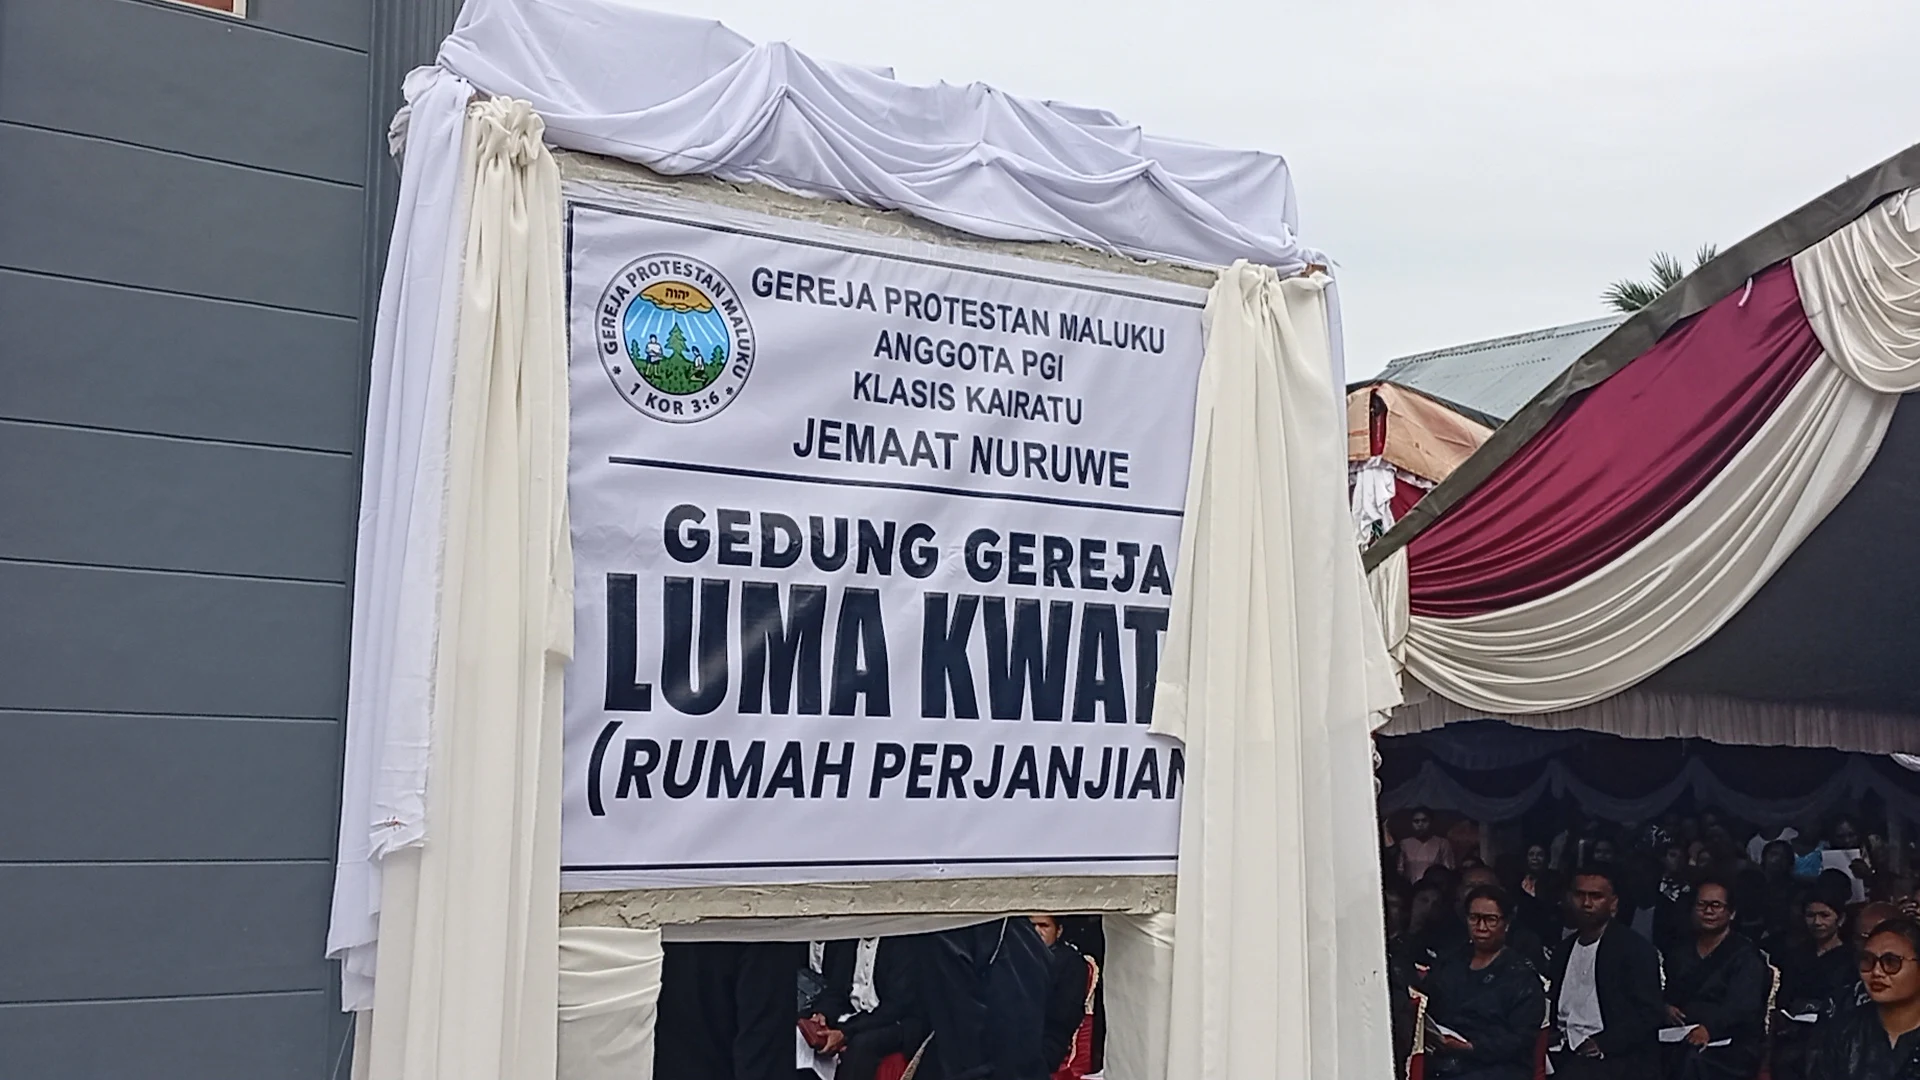 GEREJA PROTESTAN MALUKU
יהוה
* 1 KOR 3:6 *
GEREJA PROTESTAN MALUKU
ANGGOTA PGI
KLASIS KAIRATU
JEMAAT NURUWE
GEDUNG GEREJA
LUMA KWAT
(RUMAH PERJANJIAN